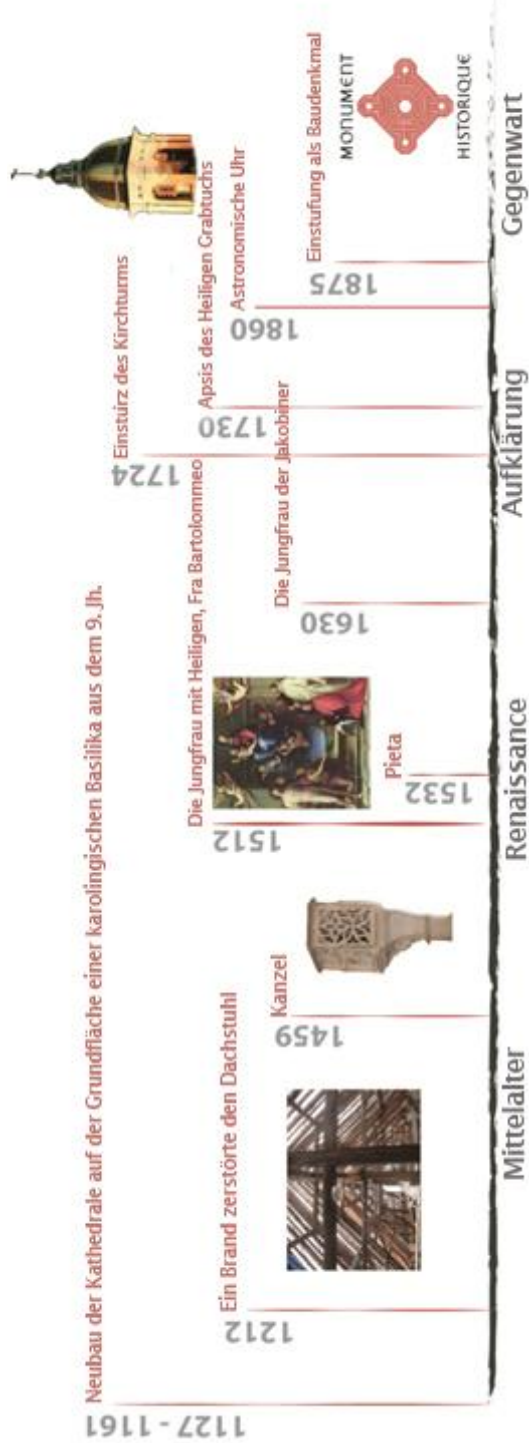 1127 - 1161
Neubau der Kathedrale auf der Grundfläche einer karolingischen Basilika aus dem 9. Jh.
1212
Ein Brand zerstörte den Dachstuhl
1459
Kanzel
1512
Die Jungfrau mit Heiligen, Fra Bartolommeo
1532
Pieta
1630
Die Jungfrau der Jakobiner
1724
Einsturz des Kirchturms
1730
Apsis des Heiligen Grabtuchs
1860
Astronomische Uhr
1875
Einstufung als Baudenkmal
MONUMENT
HISTORIQUE
Mittelalter
Renaissance
Aufklärung
Gegenwart